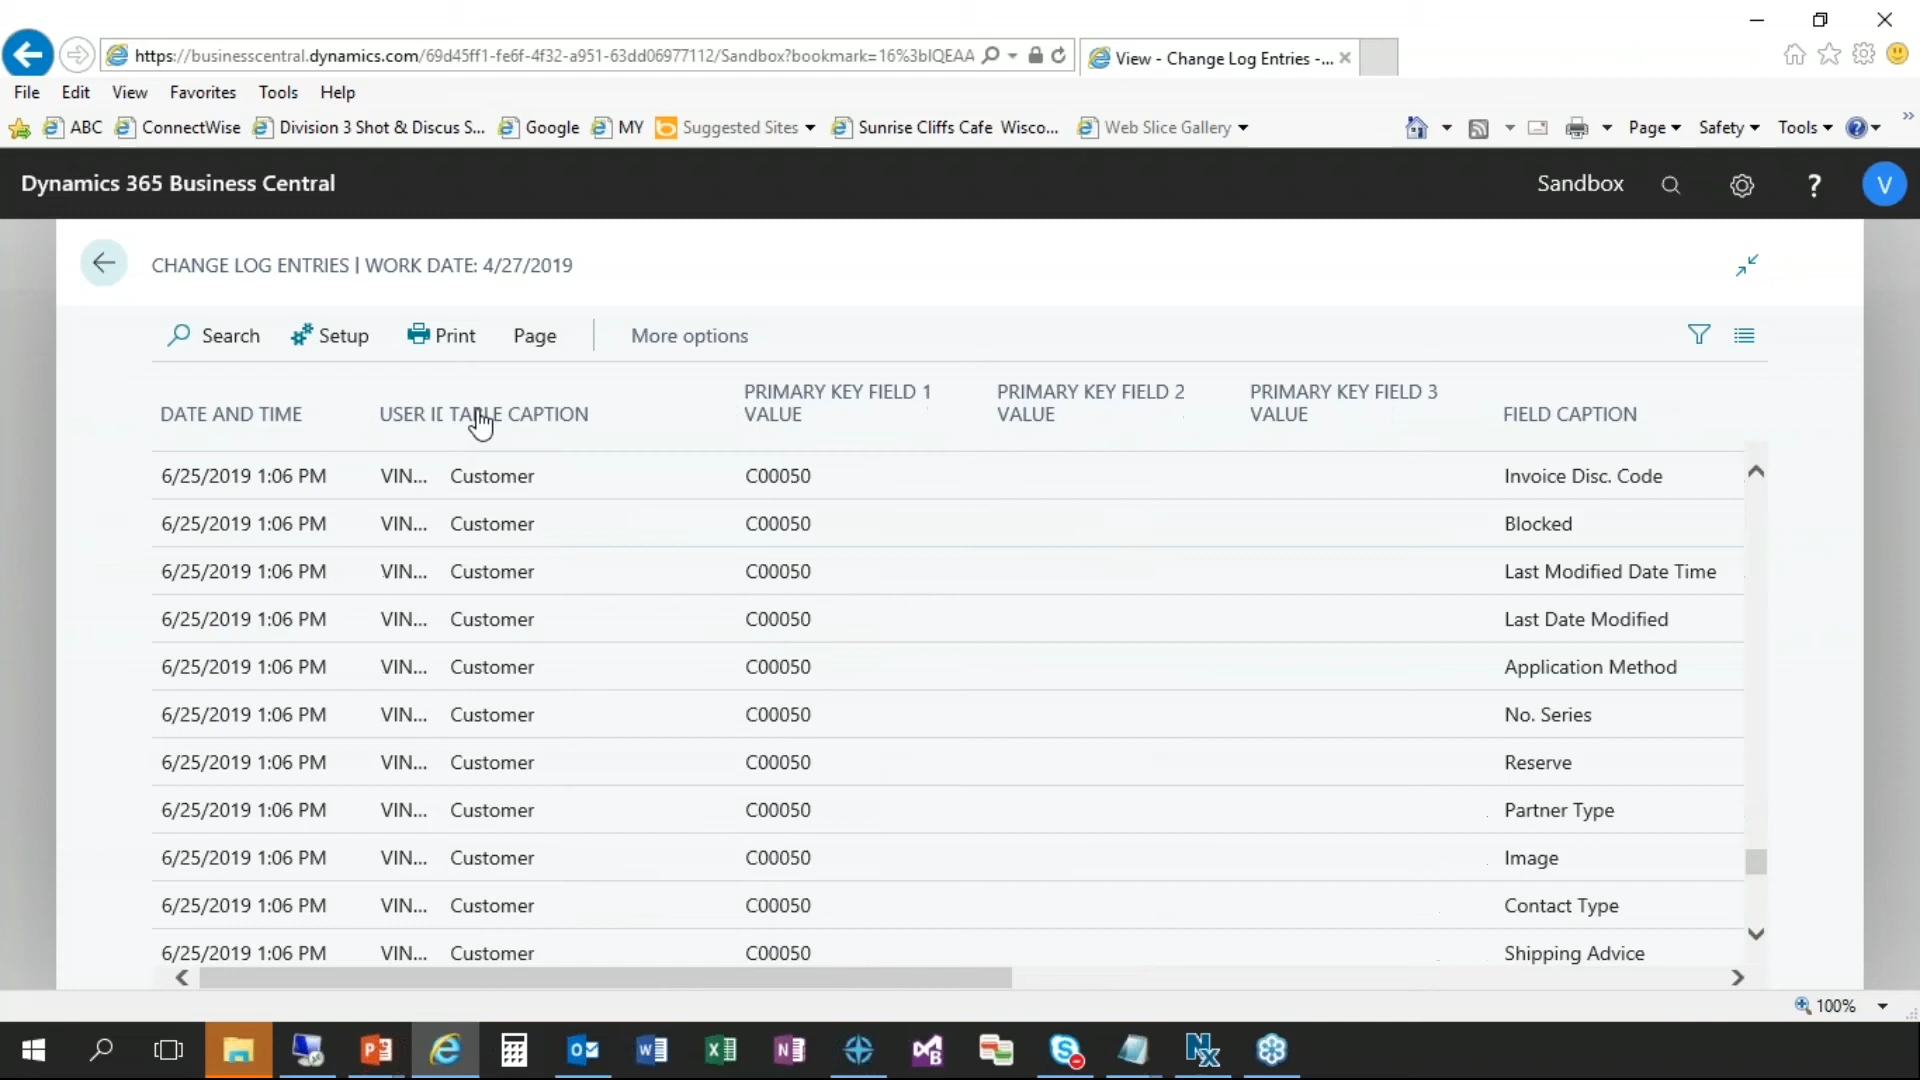 https://businesscentral.dynamics.com/69d45ff1-fe6f-4f32-a951-63dd06977112/Sandbox?bookmark=16%3bIQEAA
View - Change Log Entries -...
File Edit View Favorites Tools Help
ABC ConnectWise Division 3 Shot & Discus S... Google MY Suggested Sites Sunrise Cliffs Cafe Wisco... Web Slice Gallery Page Safety Tools
Dynamics 365 Business Central Sandbox ? V
CHANGE LOG ENTRIES | WORK DATE: 4/27/2019
Search Setup Print Page More options
DATE AND TIME USER ID TABLE CAPTION PRIMARY KEY FIELD 1 VALUE PRIMARY KEY FIELD 2 VALUE PRIMARY KEY FIELD 3 VALUE FIELD CAPTION
6/25/2019 1:06 PM VIN... Customer C00050 Invoice Disc. Code
6/25/2019 1:06 PM VIN... Customer C00050 Blocked
6/25/2019 1:06 PM VIN... Customer C00050 Last Modified Date Time
6/25/2019 1:06 PM VIN... Customer C00050 Last Date Modified
6/25/2019 1:06 PM VIN... Customer C00050 Application Method
6/25/2019 1:06 PM VIN... Customer C00050 No. Series
6/25/2019 1:06 PM VIN... Customer C00050 Reserve
6/25/2019 1:06 PM VIN... Customer C00050 Partner Type
6/25/2019 1:06 PM VIN... Customer C00050 Image
6/25/2019 1:06 PM VIN... Customer C00050 Contact Type
6/25/2019 1:06 PM VIN... Customer C00050 Shipping Advice
100%